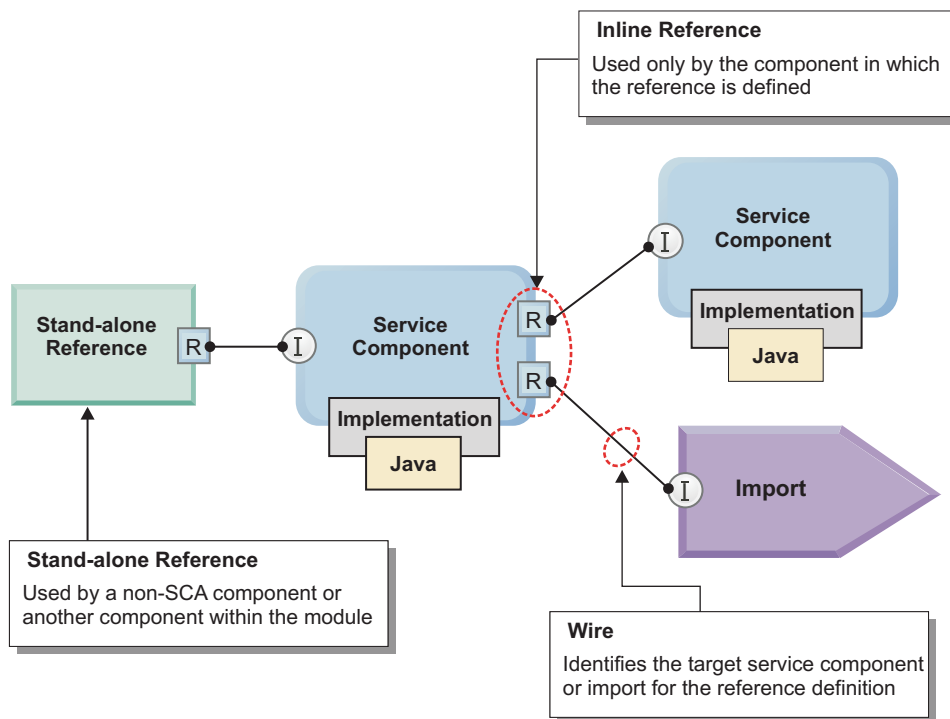 Inline Reference
Used only by the component in which
the reference is defined
Service
Component
I
Implementation
Java
Stand-alone
Reference
R
I
Service
Component
R
R
Implementation
Java
I
Import
Stand-alone Reference
Used by a non-SCA component or
another component within the module
Wire
Identifies the target service component
or import for the reference definition